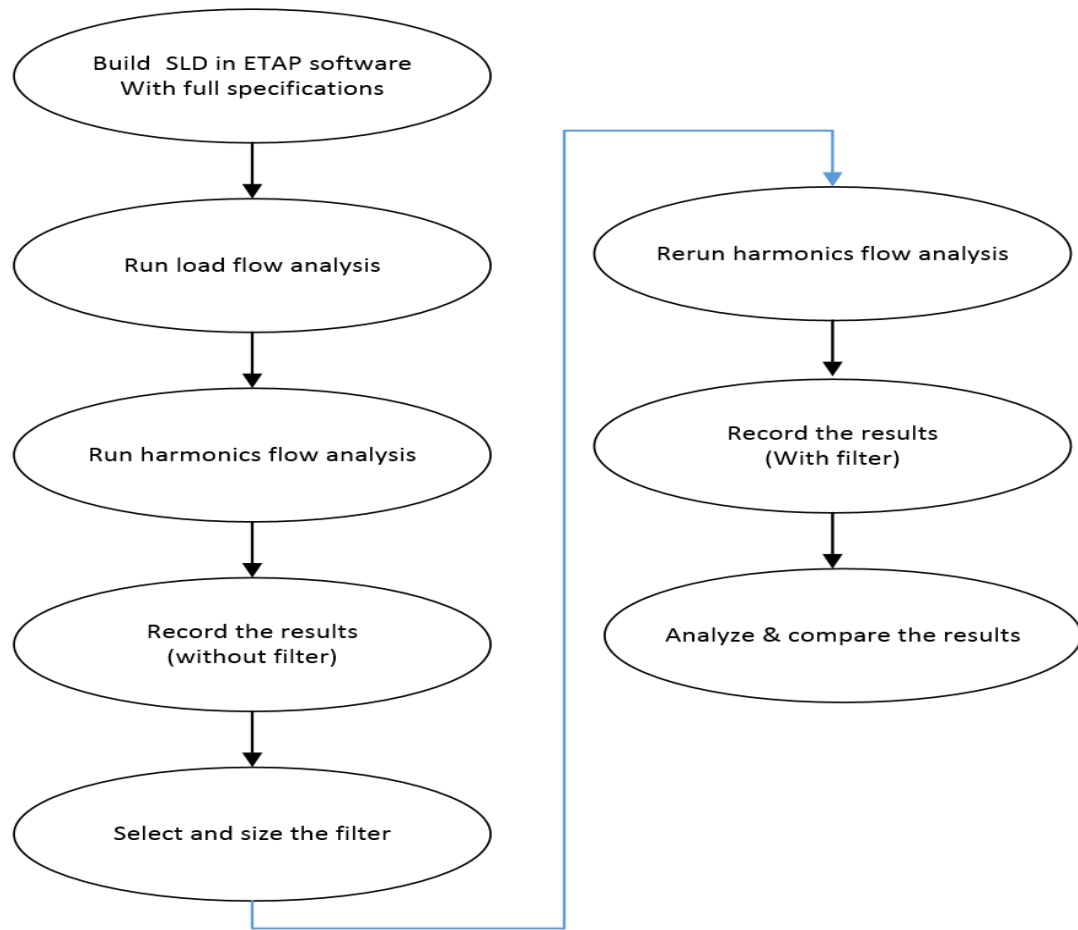 Build SLD in ETAP software
With full specifications
Run load flow analysis
Run harmonics flow analysis
Record the results
(without filter)
Select and size the filter
Rerun harmonics flow analysis
Record the results
(With filter)
Analyze & compare the results